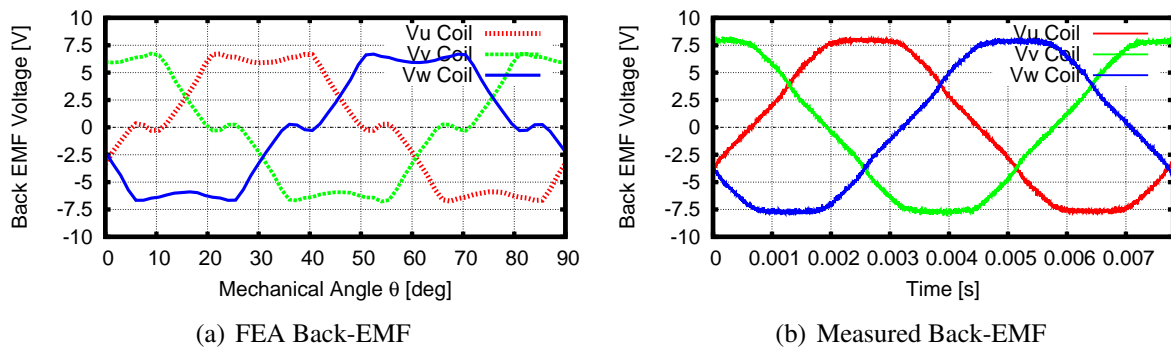 Back EMF Voltage [V]
10
7.5
5
2.5
0
-2.5
-5
-7.5
-10
Vu Coil
Vv Coil
Vw Coil
0 10 20 30 40 50 60 70 80 90
Mechanical Angle θ [deg]
(a) FEA Back-EMF
Back EMF Voltage [V]
10
7.5
5
2.5
0
-2.5
-5
-7.5
-10
Vu Coil
Vv Coil
Vw Coil
0 0.001 0.002 0.003 0.004 0.005 0.006 0.007
Time [s]
(b) Measured Back-EMF